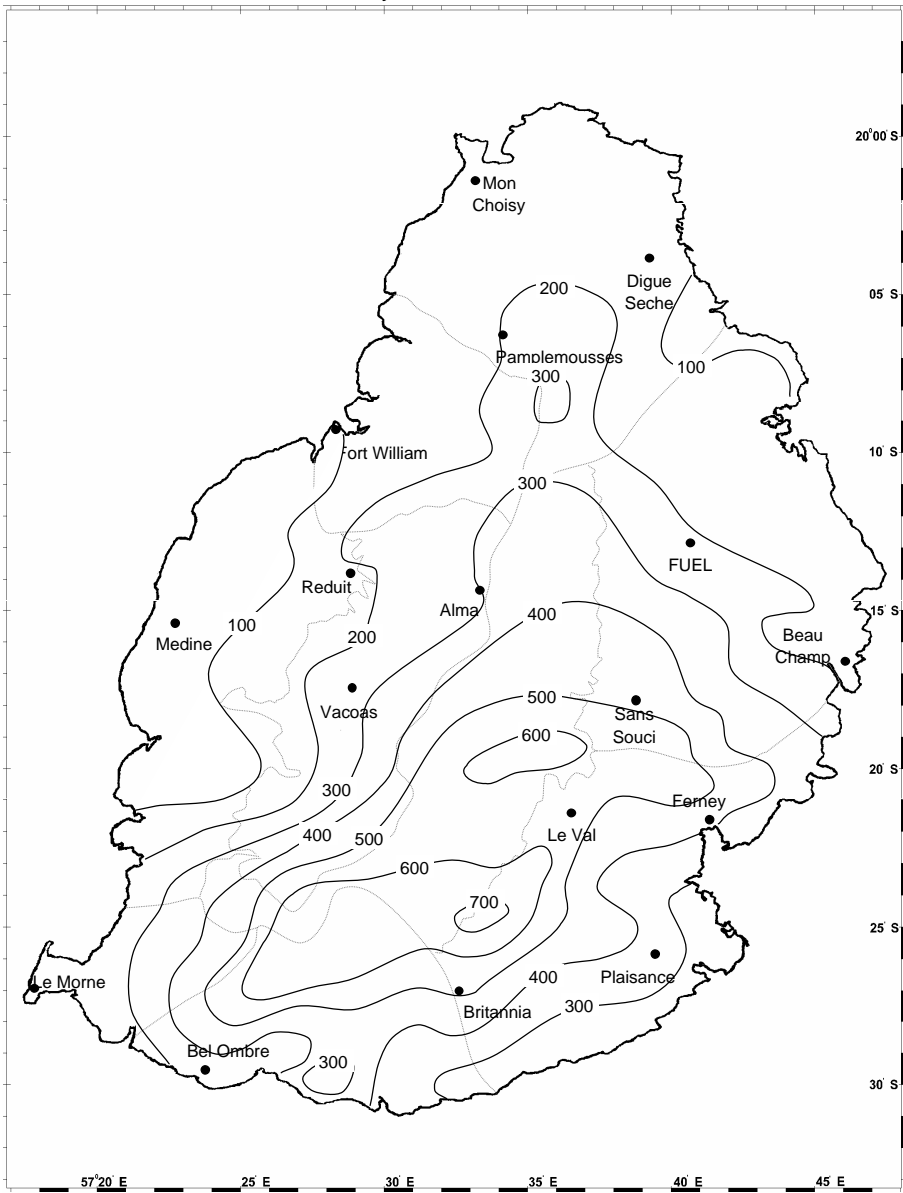 20°00' S
Mon
Choisy
Digue
Seche
200
05' S
Pamplemousses
300
100
Fort William
10' S
300
FUEL
Reduit
Alma
15' S
400
100
Medine
200
Beau
Champ
500
Vacoas
Sans
Souci
600
20' S
300
Ferney
400
500
Le Val
600
700
25' S
Plaisance
400
Le Morne
300
Britannia
Bel Ombre
300
30' S
57°20' E
25' E
30' E
35' E
40' E
45' E